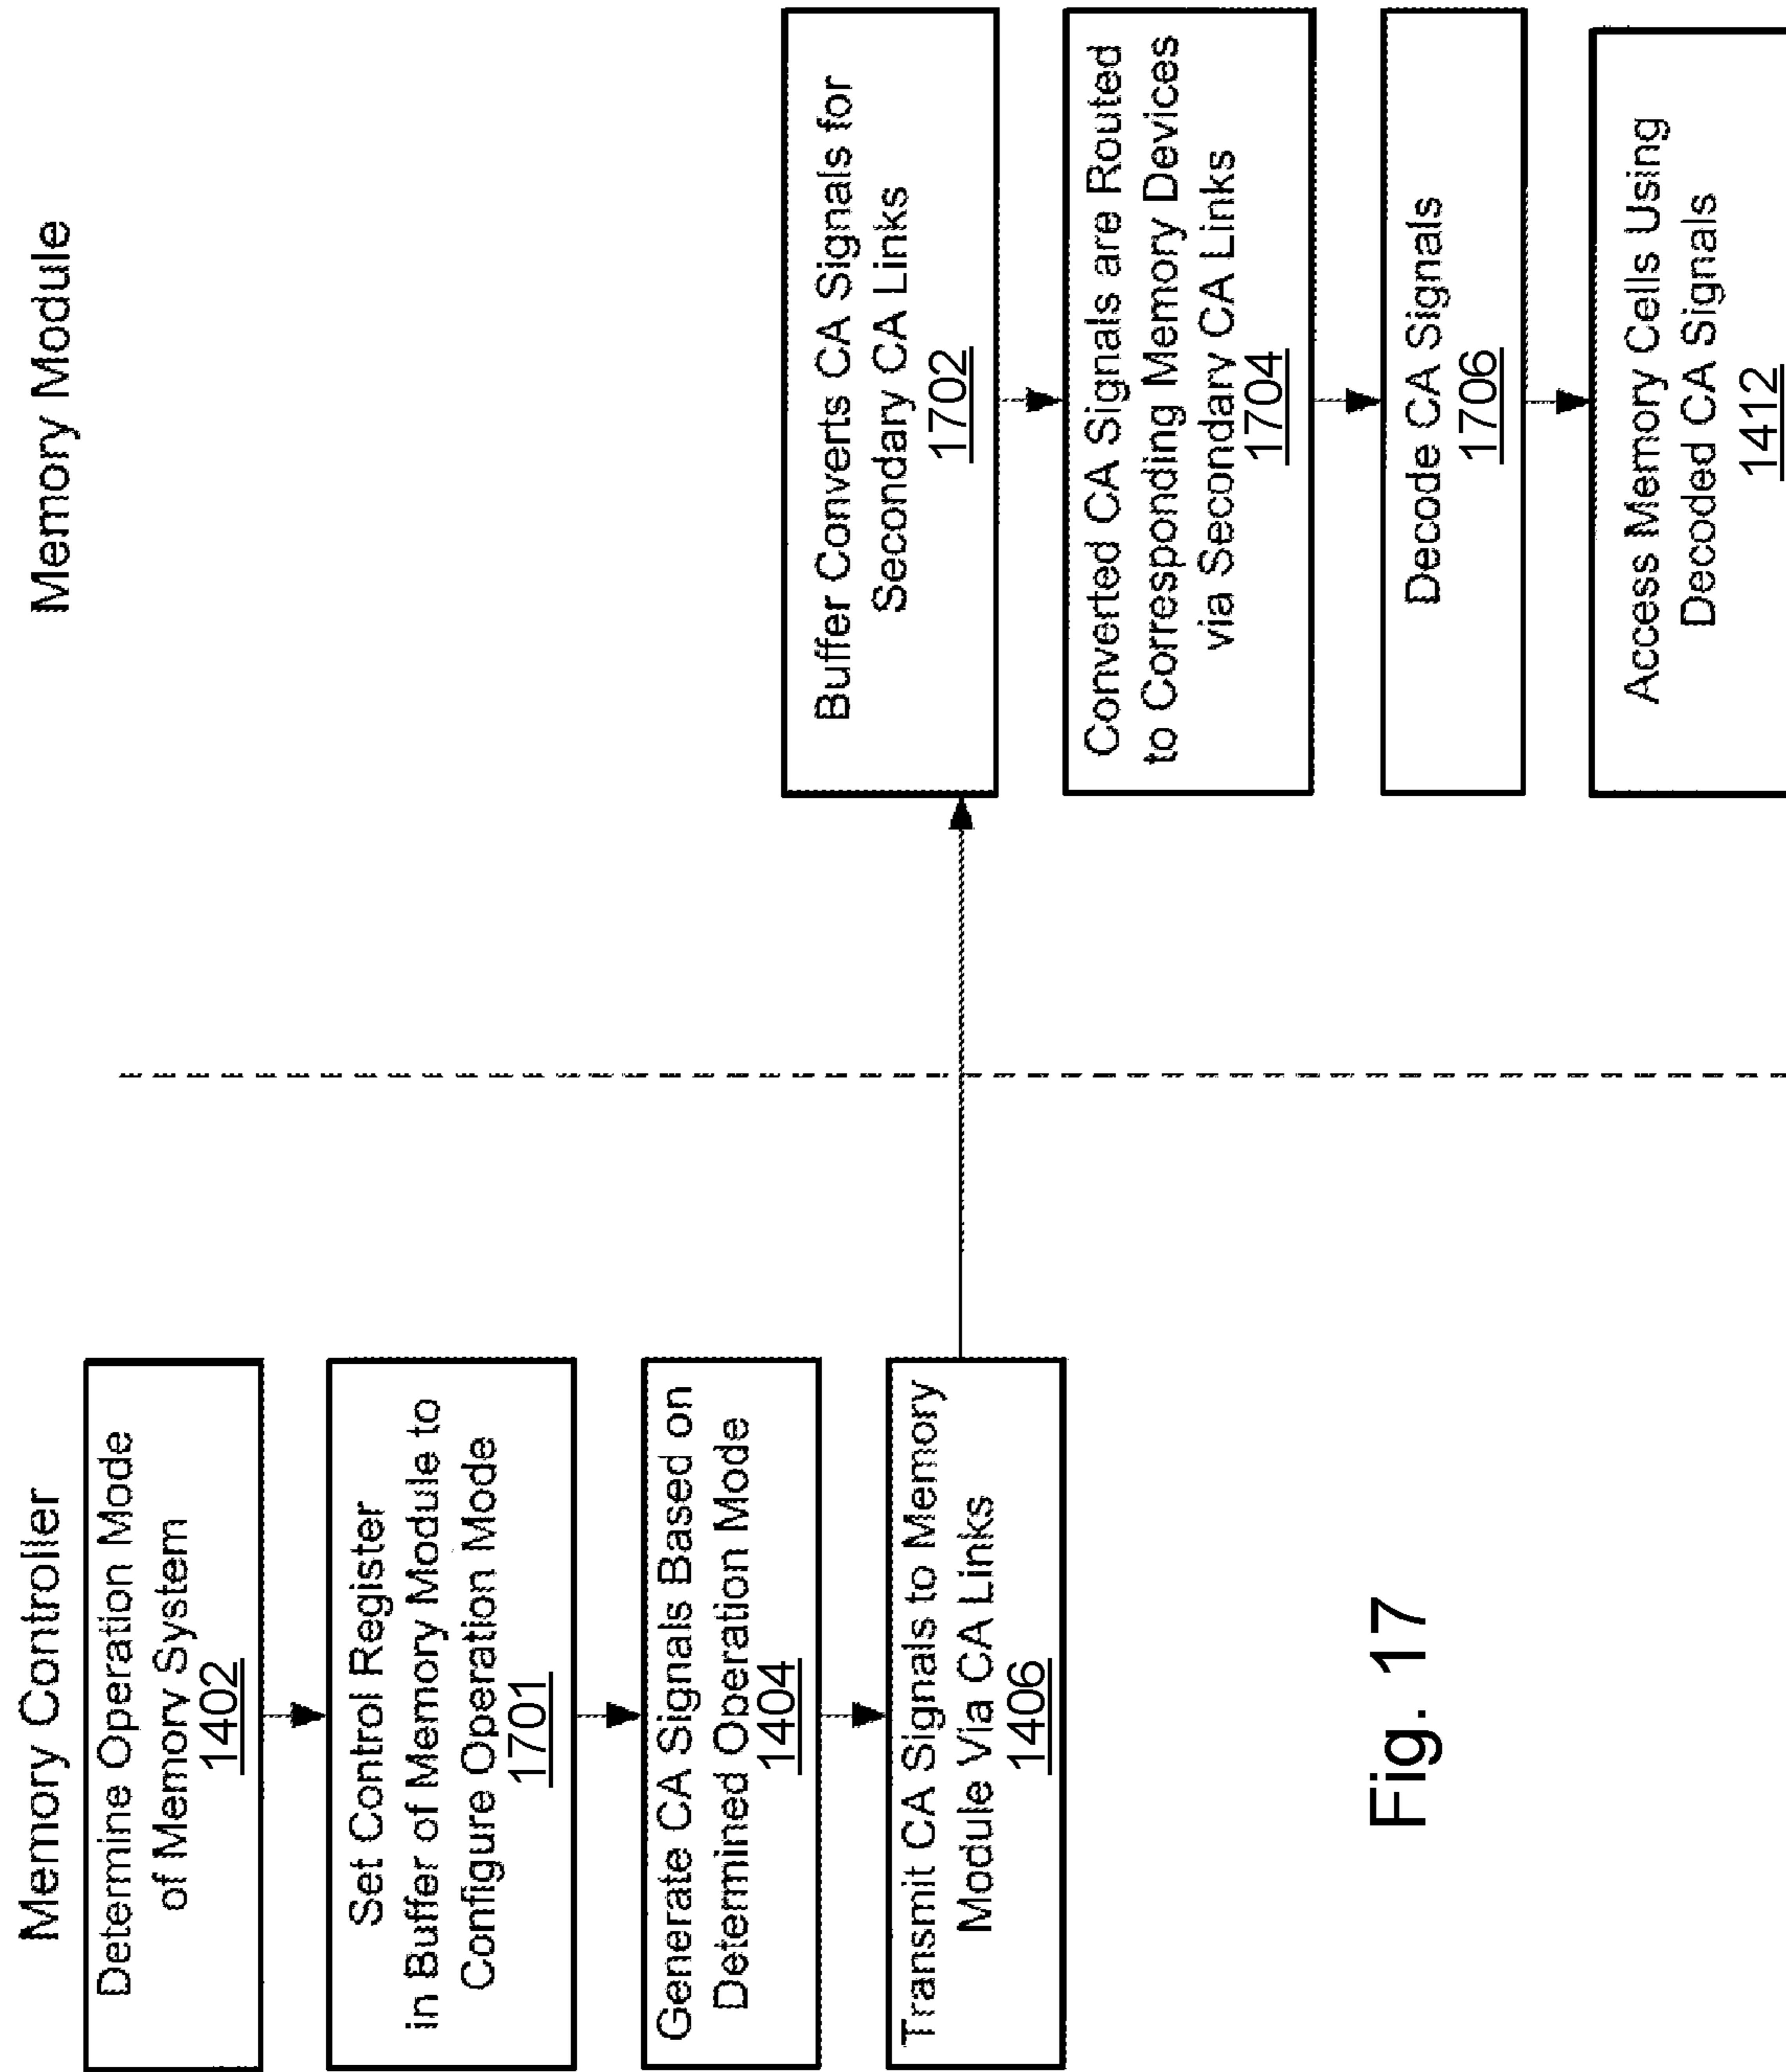 Memory Controller
Determine Operation Mode
of Memory System
1402
Set Control Register
in Buffer of Memory Module to
Configure Operation Mode
1701
Generate CA Signals Based on
Determined Operation Mode
1404
Transmit CA Signals to Memory
Module Via CA Links
1406
Memory Module
Buffer Converts CA Signals for
Secondary CA Links
1702
Converted CA Signals are Routed
to Corresponding Memory Devices
via Secondary CA Links
1704
Decode CA Signals
1706
Access Memory Cells Using
Decoded CA Signals
1412
Fig. 17